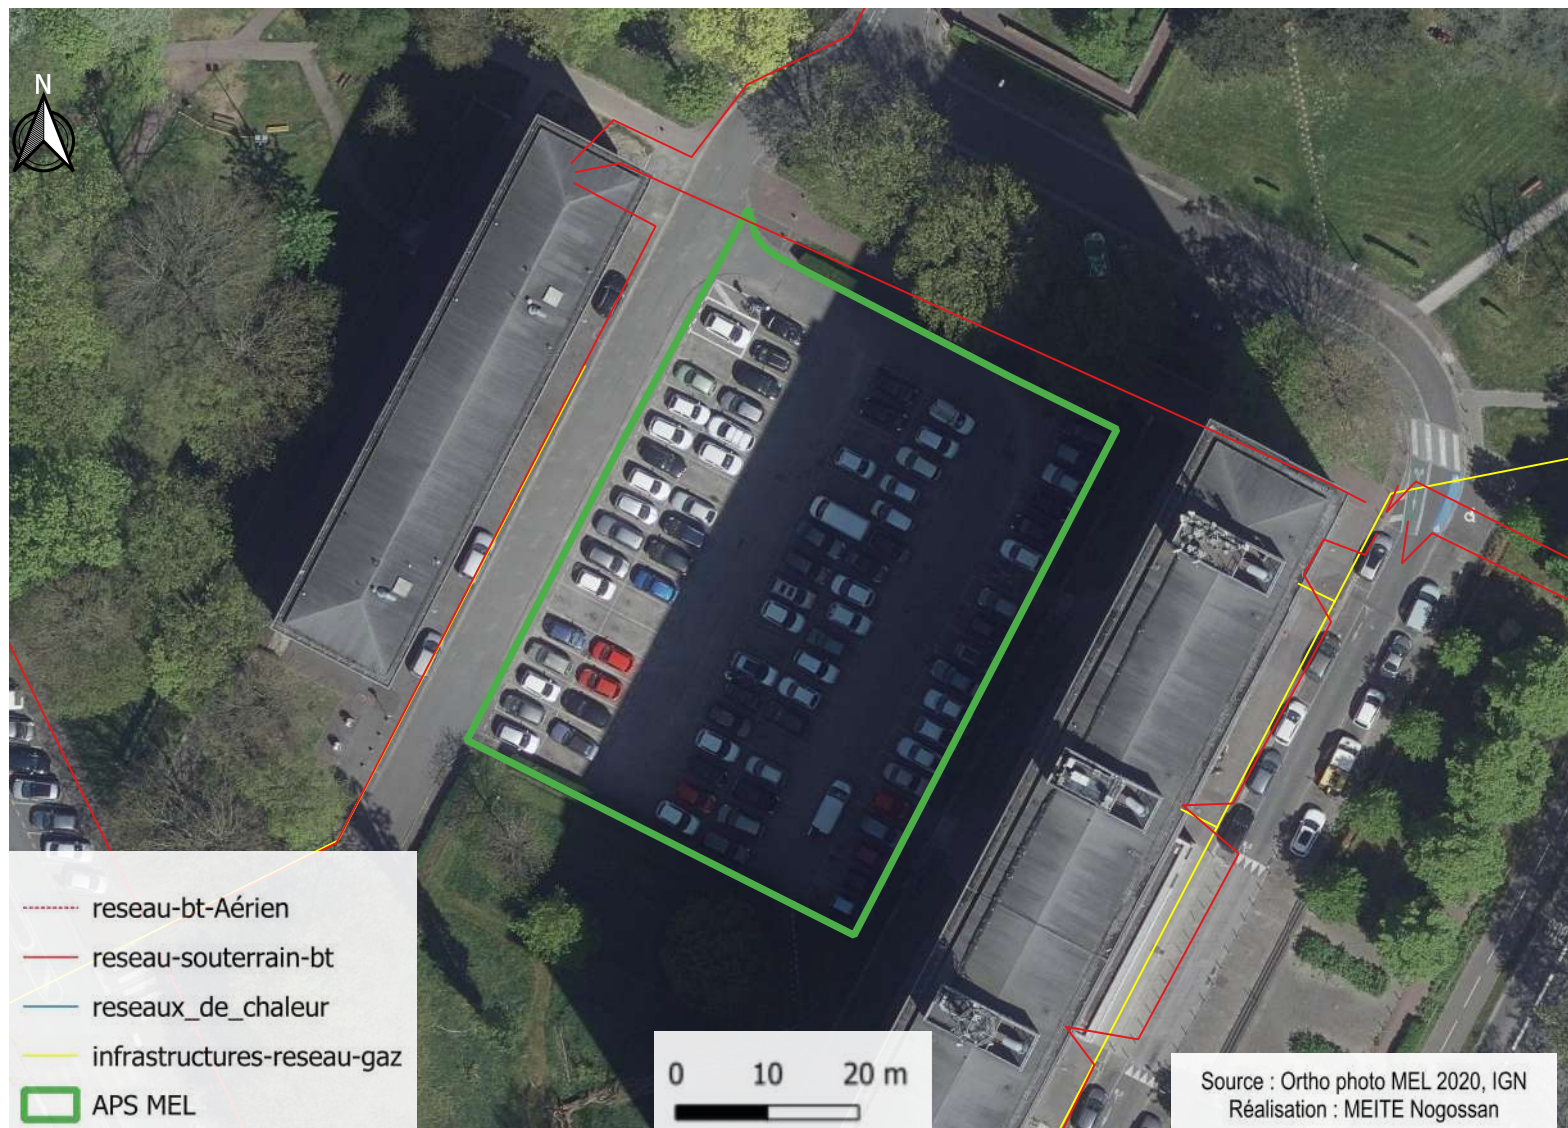 N
reseau-bt-Aérien
reseau-souterrain-bt
reseaux_de_chaleur
infrastructures-reseau-gaz
APS MEL
0 10 20 m
Source : Ortho photo MEL 2020, IGN
Réalisation : MEITE Nogossan